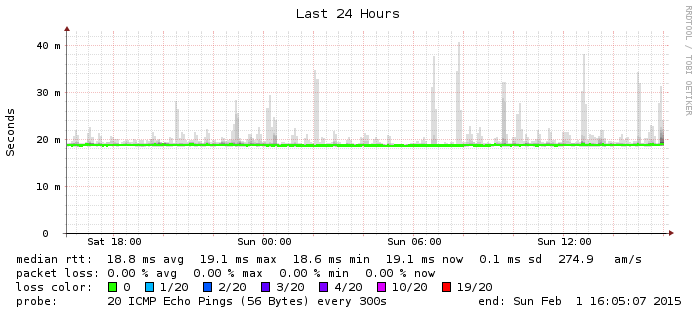 Last 24 Hours
RRDTOOL / TOBI OETIKER
Seconds
40 m
30 m
20 m
10 m
0
Sat 18:00 Sun 00:00 Sun 06:00 Sun 12:00
median rtt: 18.8 ms avg 19.1 ms max 18.6 ms min 19.1 ms now 0.1 ms sd 274.9 am/s
packet loss: 0.00 % avg 0.00 % max 0.00 % min 0.00 % now
loss color: 0 1/20 2/20 3/20 4/20 10/20 19/20
probe: 20 ICMP Echo Pings (56 Bytes) every 300s end: Sun Feb 1 16:05:07 2015